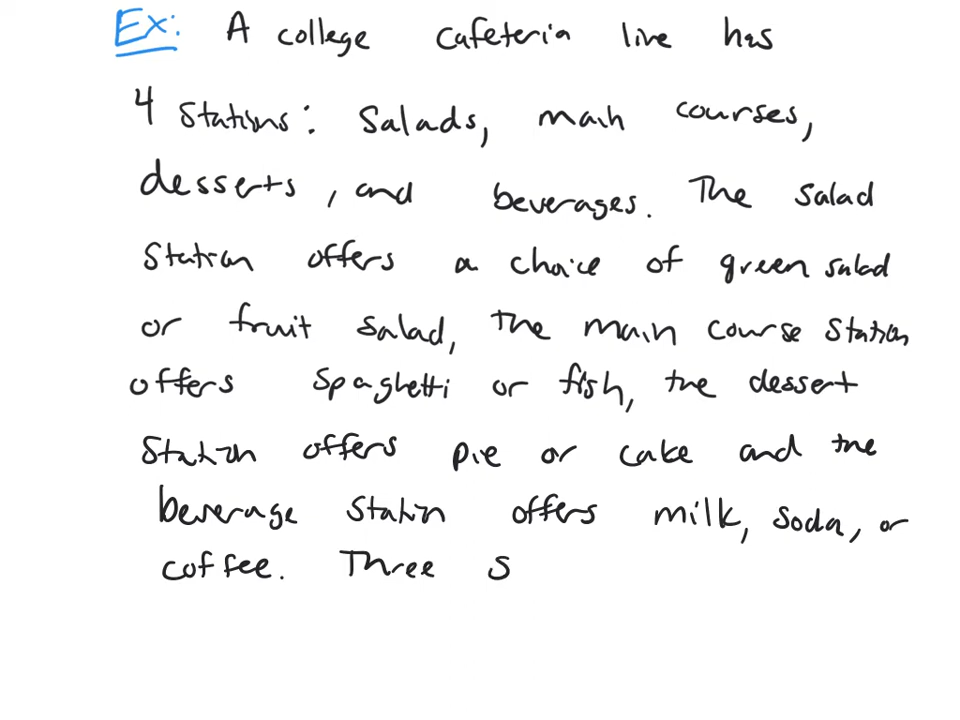 Ex: A college cafeteria line has
4 stations: Salads, main courses,
desserts, and beverages. The salad
station offers a choice of green salad
or fruit salad, the main course station
offers spaghetti or fish, the dessert
station offers pie or cake and the
beverage station offers milk, soda, or
coffee. Three s